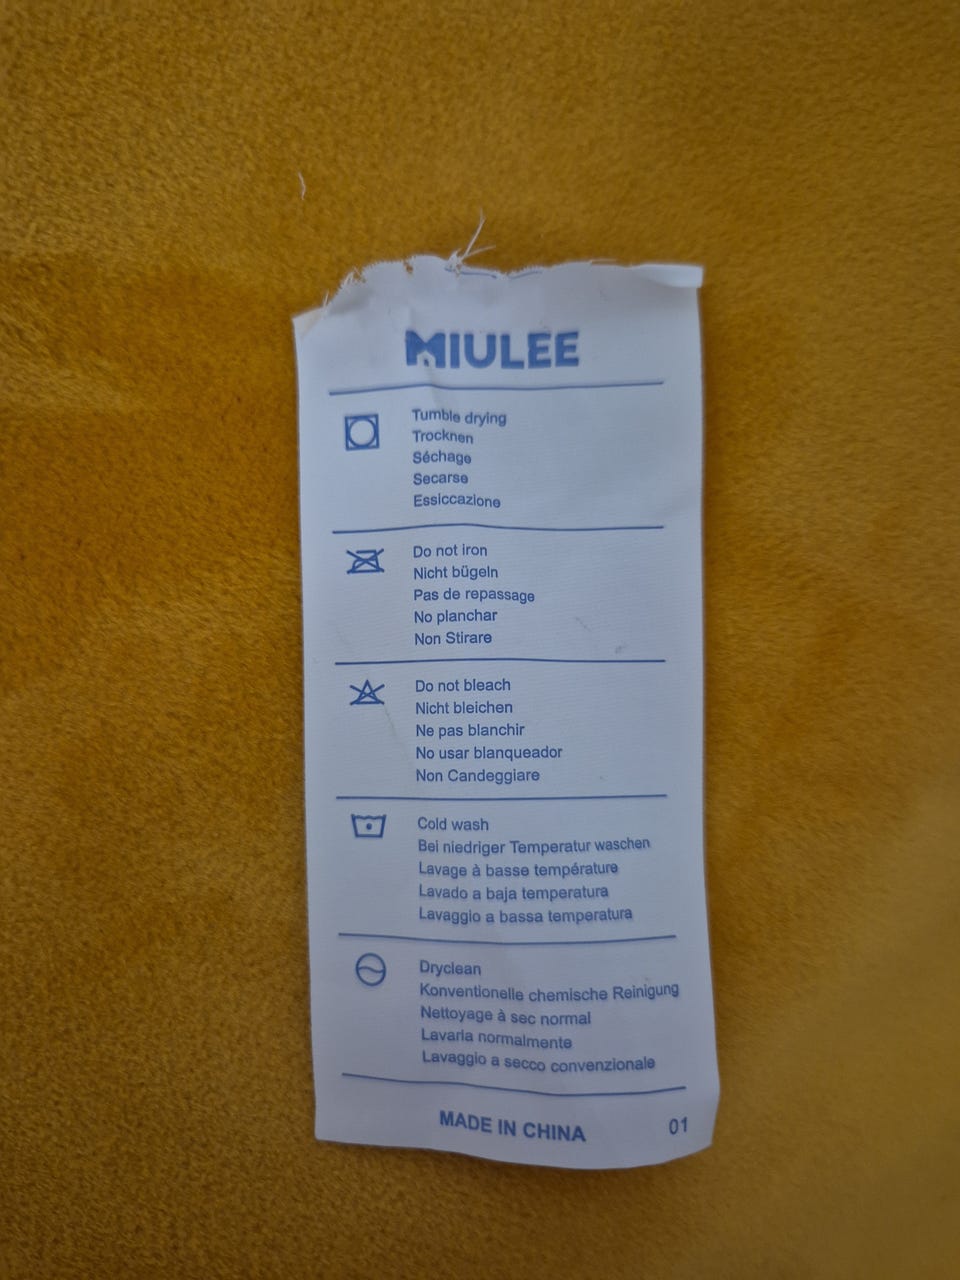 MIULEE
Tumble drying
Trocknen
Séchage
Secarse
Essiccazione
Do not iron
Nicht bügeln
Pas de repassage
No planchar
Non Stirare
Do not bleach
Nicht bleichen
Ne pas blanchir
No usar blanqueador
Non Candeggiare
Cold wash
Bei niedriger Temperatur waschen
Lavage à basse température
Lavado a baja temperatura
Lavaggio a bassa temperatura
Dryclean
Konventionelle chemische Reinigung
Nettoyage à sec normal
Lavarla normalmente
Lavaggio a secco convenzionale
MADE IN CHINA 01